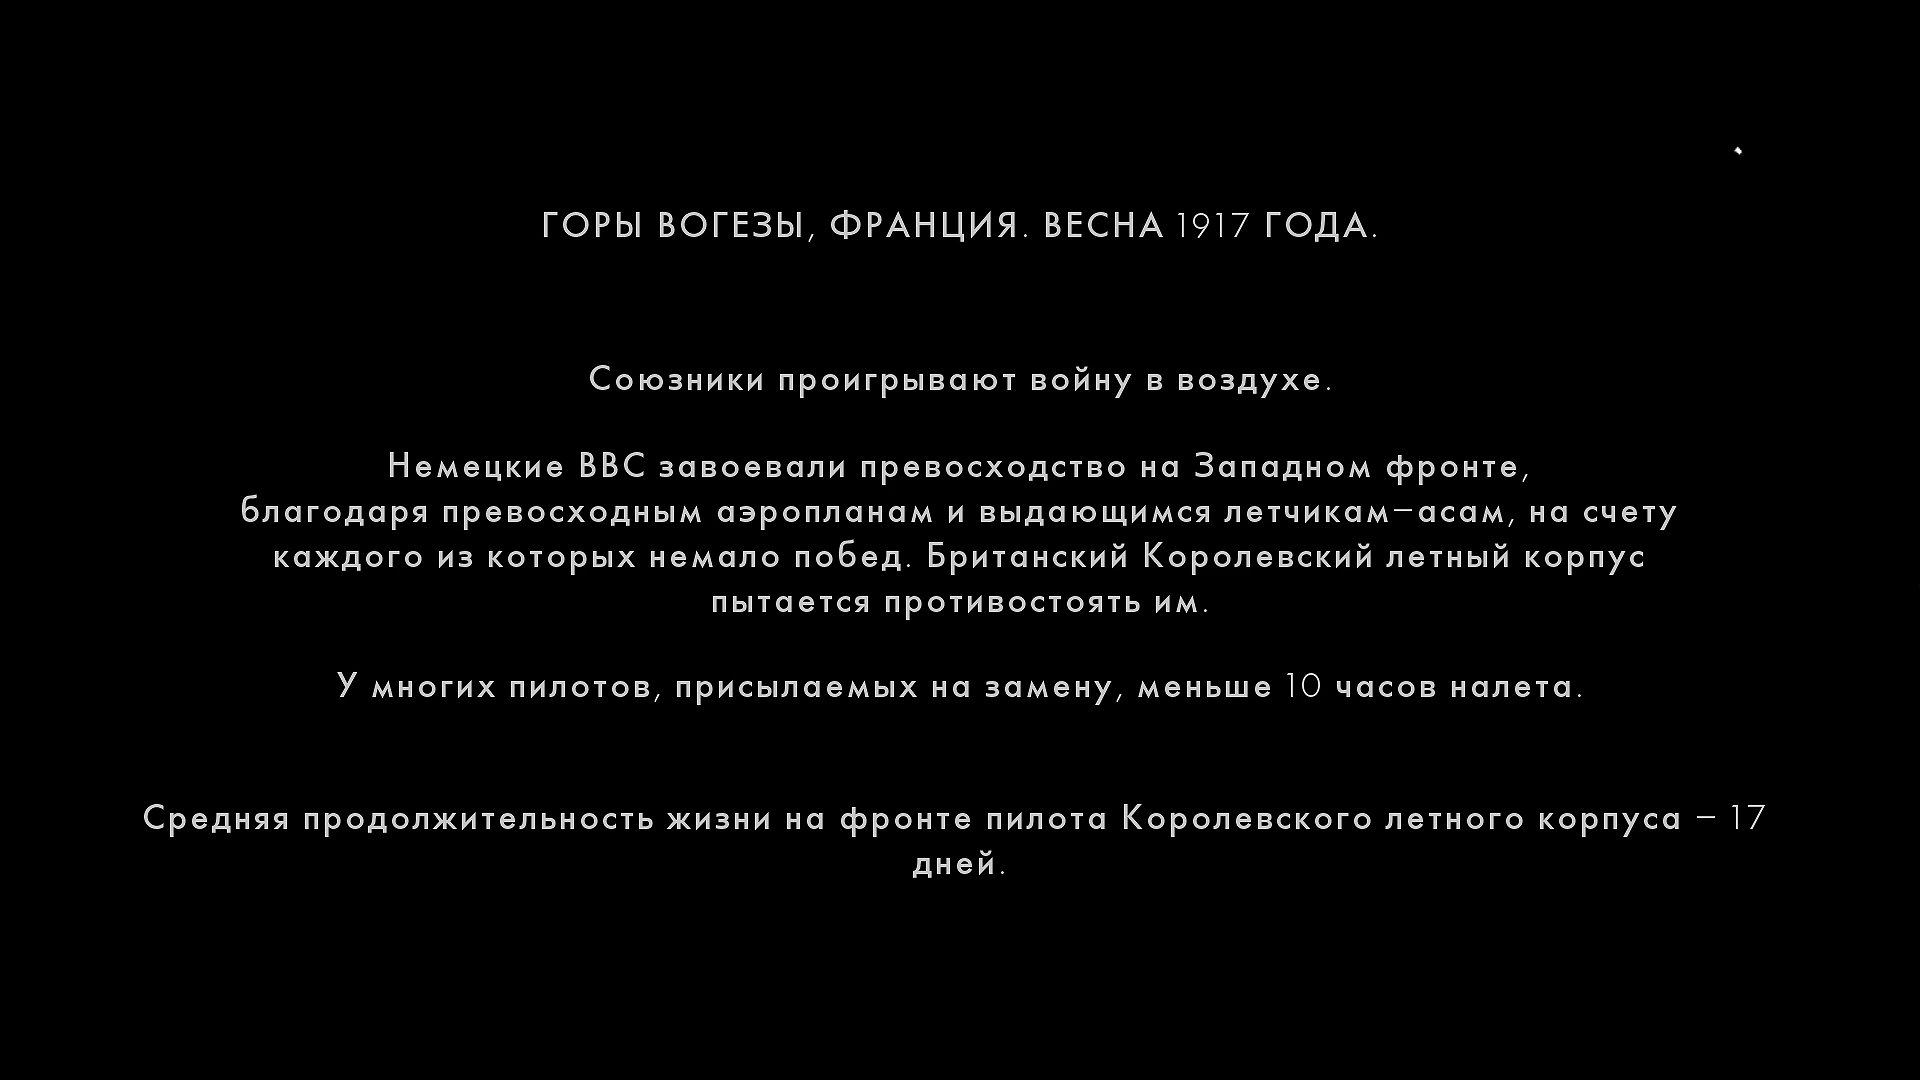 ГОРЫ ВОГЕЗЫ, ФРАНЦИЯ. ВЕСНА 1917 ГОДА.
Союзники проигрывают войну в воздухе.
Немецкие ВВС завоевали превосходство на Западном фронте,
благодаря превосходным аэропланам и выдающимся летчикам–асам, на счету
каждого из которых немало побед. Британский Королевский летный корпус
пытается противостоять им.
У многих пилотов, присылаемых на замену, меньше 10 часов налета.
Средняя продолжительность жизни на фронте пилота Королевского летного корпуса – 17
дней.